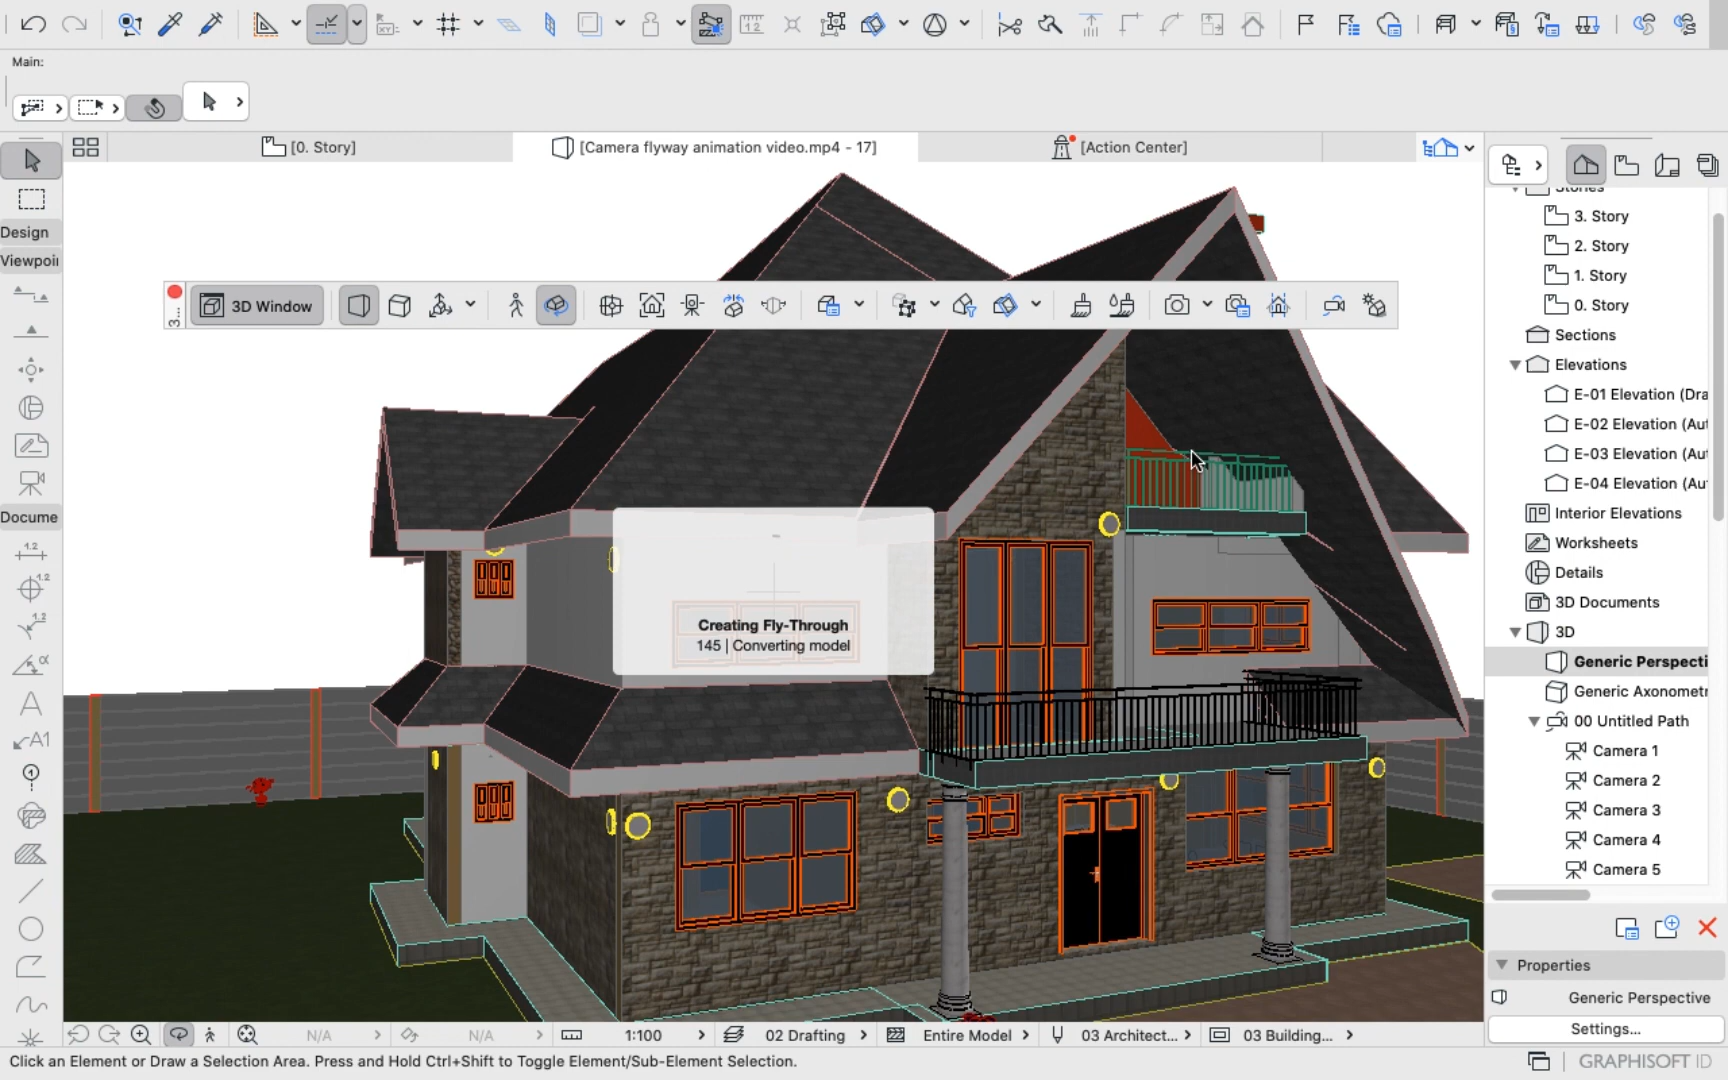 Main:
[0. Story]
[Camera flyway animation video.mp4 - 17]
[Action Center]
Design
Viewpoi
Docume
3D Window
3...
Creating Fly-Through
145 | Converting model
Stories
3. Story
2. Story
1. Story
0. Story
Sections
Elevations
E-01 Elevation (Dra
E-02 Elevation (Aut
E-03 Elevation (Aut
E-04 Elevation (Aut
Interior Elevations
Worksheets
Details
3D Documents
3D
Generic Perspecti
Generic Axonometr
00 Untitled Path
Camera 1
Camera 2
Camera 3
Camera 4
Camera 5
Properties
Generic Perspective
Settings...
N/A
N/A
1:100
02 Drafting
Entire Model
03 Architect...
03 Building...
Click an Element or Draw a Selection Area. Press and Hold Ctrl+Shift to Toggle Element/Sub-Element Selection.
GRAPHISOFT ID